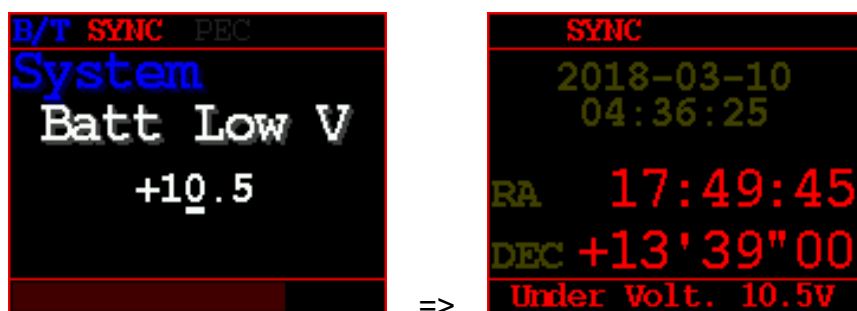 B/T SYNC PEC
System
Batt Low V
+10.5
=>
SYNC
2018-03-10
04:36:25
RA 17:49:45
DEC +13'39"00
Under Volt. 10.5V